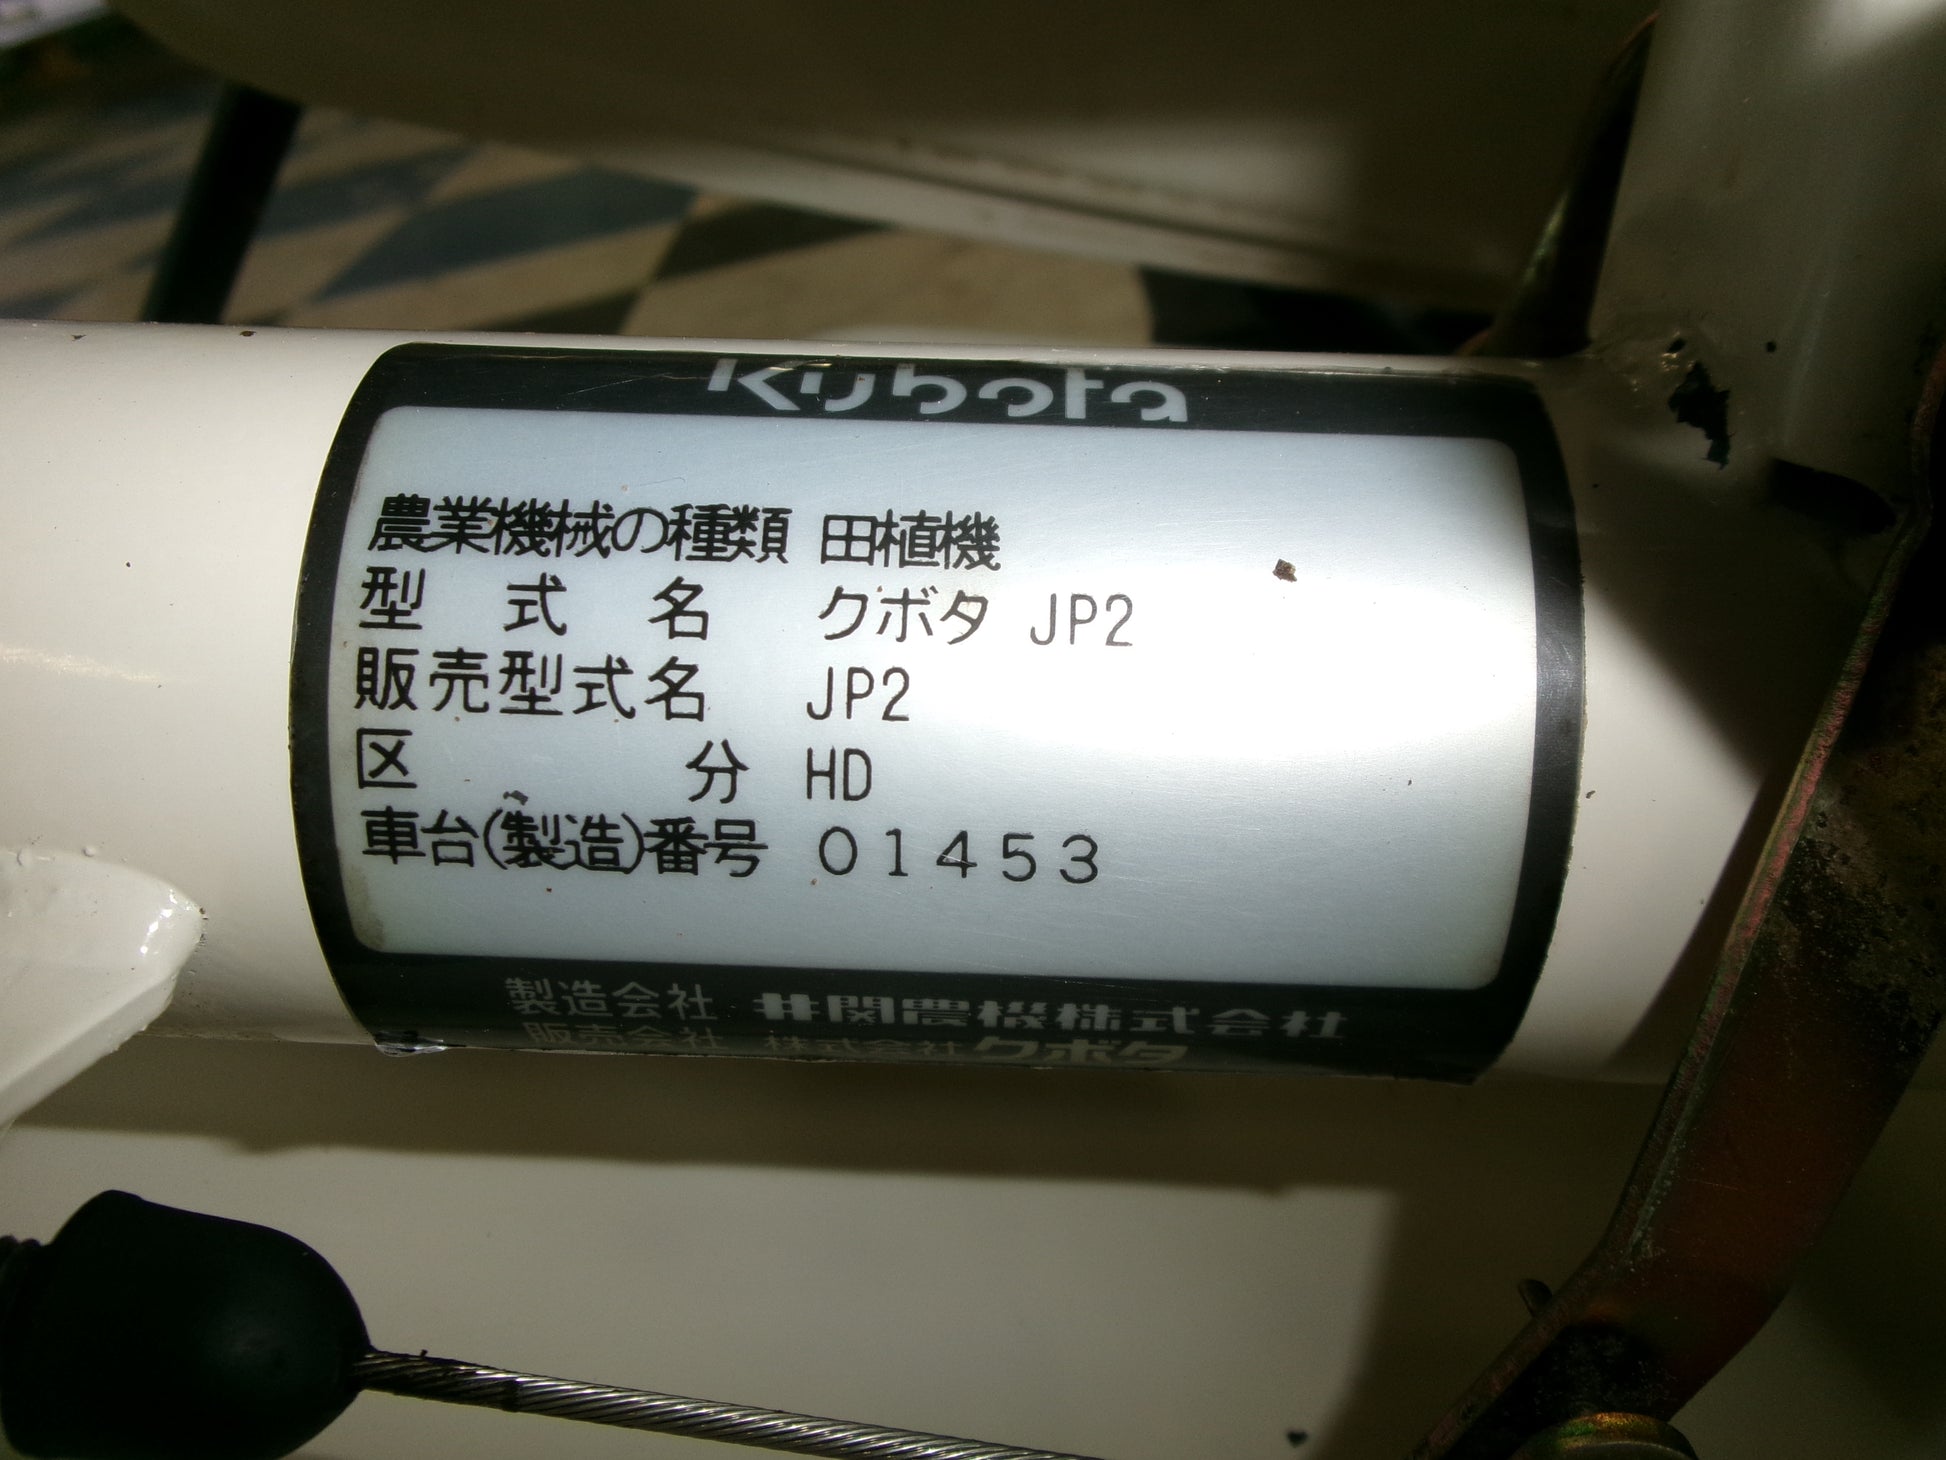 Kubota
農業機械の種類 田植機
型式名 クボタ JP2
販売型式名 JP2
区分 HD
車台(製造)番号 01453
製造会社 井関農機株式会社
販売会社 株式会社クボタ